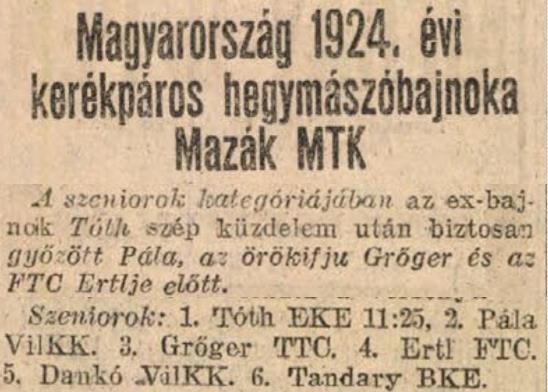 Magyarország 1924. évi
kerékpáros hegymászóbajnoka
Mazák MTK
A szeniorok kategóriájában az ex-baj-
nok Tóth szép küzdelem után biztosan
győzött Pála, az örökifju Grőger és az
FTC Ertlje előtt.
Szeniorok: 1. Tóth EKE 11:25, 2. Pála
VilKK. 3. Grőger TTC. 4. Ertl FTC.
5. Dankó VilKK. 6. Tandary BKE.